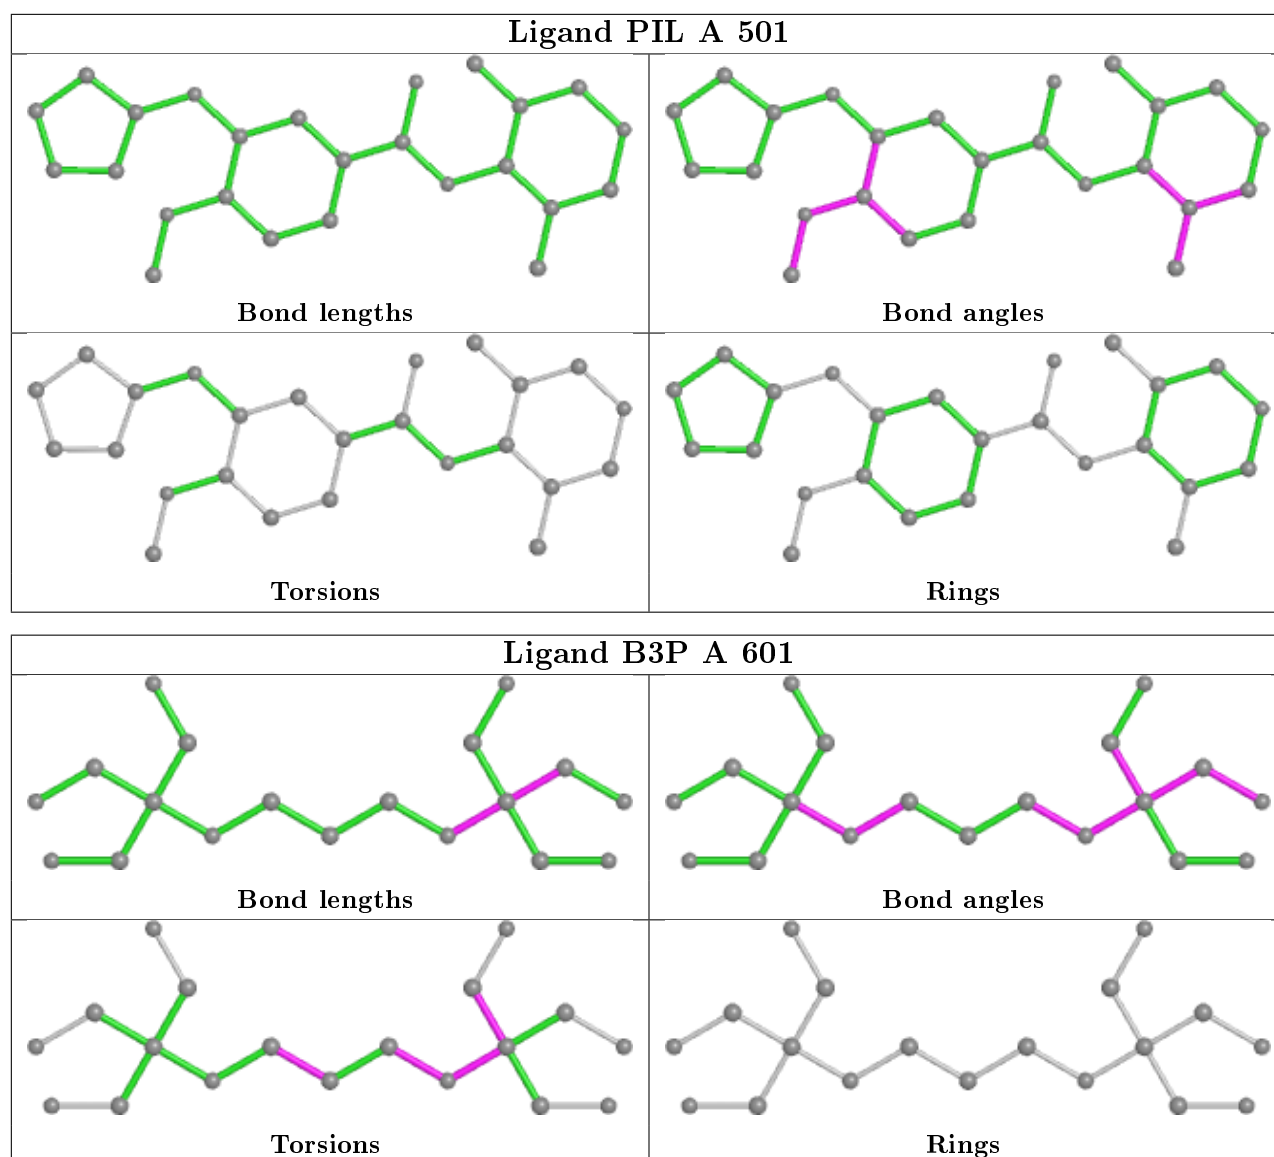 Ligand PIL A 501
Bond lengths
Bond angles
Torsions
Rings
Ligand B3P A 601
Bond lengths
Bond angles
Torsions
Rings